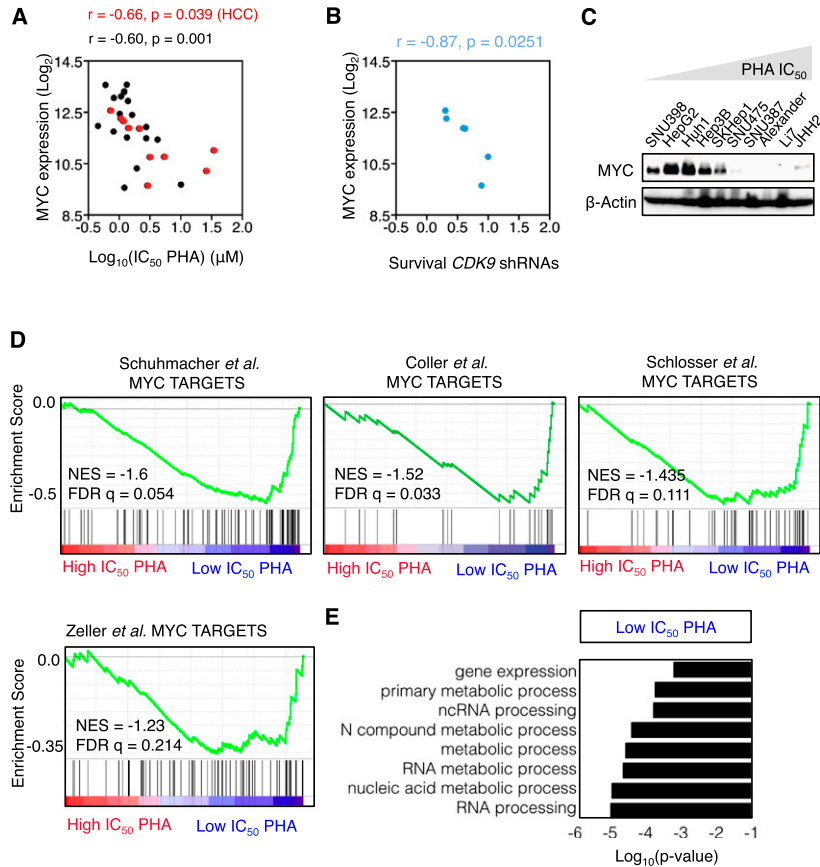 A
r = -0.66, p = 0.039 (HCC)
r = -0.60, p = 0.001
MYC expression (Log2)
14.5
12.5
10.5
8.5
-0.5 0.0 0.5 1.0 1.5 2.0
Log10(IC50 PHA) (μM)
B
r = -0.87, p = 0.0251
MYC expression (Log2)
14.5
12.5
10.5
8.5
-0.5 0.0 0.5 1.0 1.5 2.0
Survival CDK9 shRNAs
C
PHA IC50
SNU398
HepG2
Huh1
Hep3B
SKHep1
SNU475
SNU387
Alexander
Li7
JHH2
MYC
β-Actin
D
Schuhmacher et al.
MYC TARGETS
Enrichment Score
0.0
-0.5
NES = -1.6
FDR q = 0.054
High IC50 PHA Low IC50 PHA
Coller et al.
MYC TARGETS
NES = -1.52
FDR q = 0.033
High IC50 PHA Low IC50 PHA
Schlosser et al.
MYC TARGETS
NES = -1.435
FDR q = 0.111
High IC50 PHA Low IC50 PHA
Zeller et al. MYC TARGETS
Enrichment Score
0.0
-0.35
NES = -1.23
FDR q = 0.214
High IC50 PHA Low IC50 PHA
E
Low IC50 PHA
gene expression
primary metabolic process
ncRNA processing
N compound metabolic process
metabolic process
RNA metabolic process
nucleic acid metabolic process
RNA processing
-6 -5 -4 -3 -2 -1
Log10(p-value)